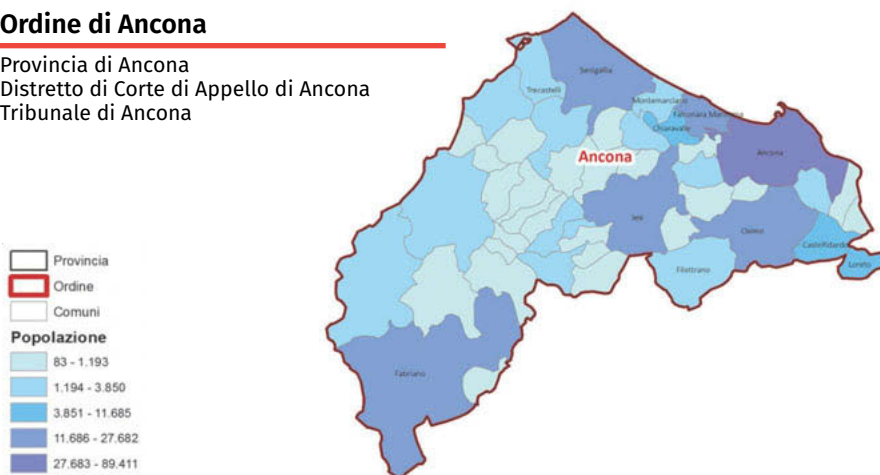 Ordine di Ancona
Provincia di Ancona
Distretto di Corte di Appello di Ancona
Tribunale di Ancona
Senigallia
Trecastelli
Montemarciano
Falconara Marittima
Chiaravalle
Ancona
Ancona
Iesi
Osimo
Castelfidardo
Loreto
Filottrano
Fabriano
Provincia
Ordine
Comuni
Popolazione
83 - 1.193
1.194 - 3.850
3.851 - 11.685
11.686 - 27.682
27.683 - 89.411